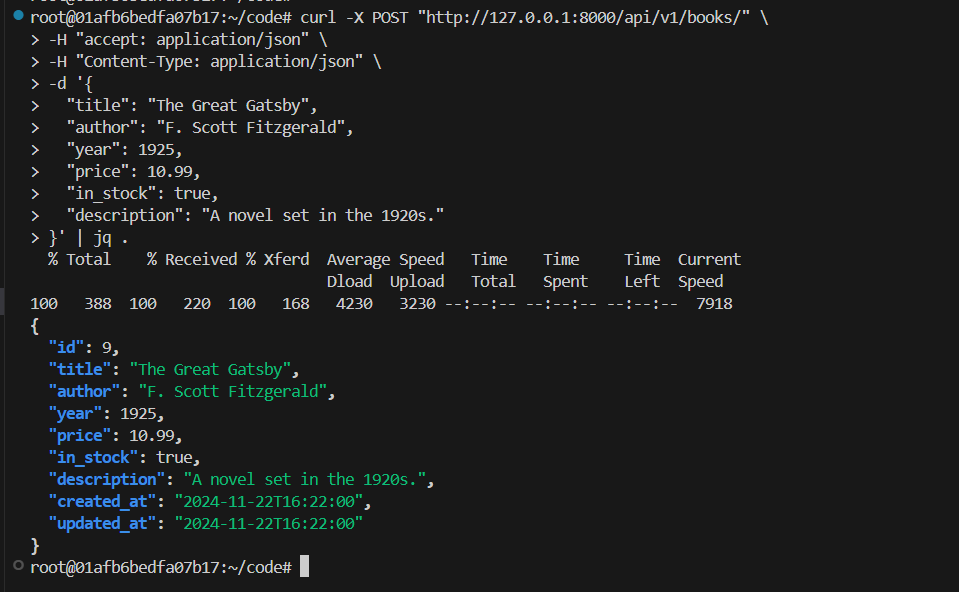 root@01afb6bedfa07b17:~/code# curl -X POST "http://127.0.0.1:8000/api/v1/books/" \
> -H "accept: application/json" \
> -H "Content-Type: application/json" \
> -d '{
>   "title": "The Great Gatsby",
>   "author": "F. Scott Fitzgerald",
>   "year": 1925,
>   "price": 10.99,
>   "in_stock": true,
>   "description": "A novel set in the 1920s."
> }' | jq .
  % Total    % Received % Xferd  Average Speed   Time    Time     Time  Current
                                 Dload  Upload   Total   Spent    Left  Speed
100   388  100   220  100   168   4230   3230 --:--:-- --:--:-- --:--:--  7918
{
  "id": 9,
  "title": "The Great Gatsby",
  "author": "F. Scott Fitzgerald",
  "year": 1925,
  "price": 10.99,
  "in_stock": true,
  "description": "A novel set in the 1920s.",
  "created_at": "2024-11-22T16:22:00",
  "updated_at": "2024-11-22T16:22:00"
}
root@01afb6bedfa07b17:~/code#